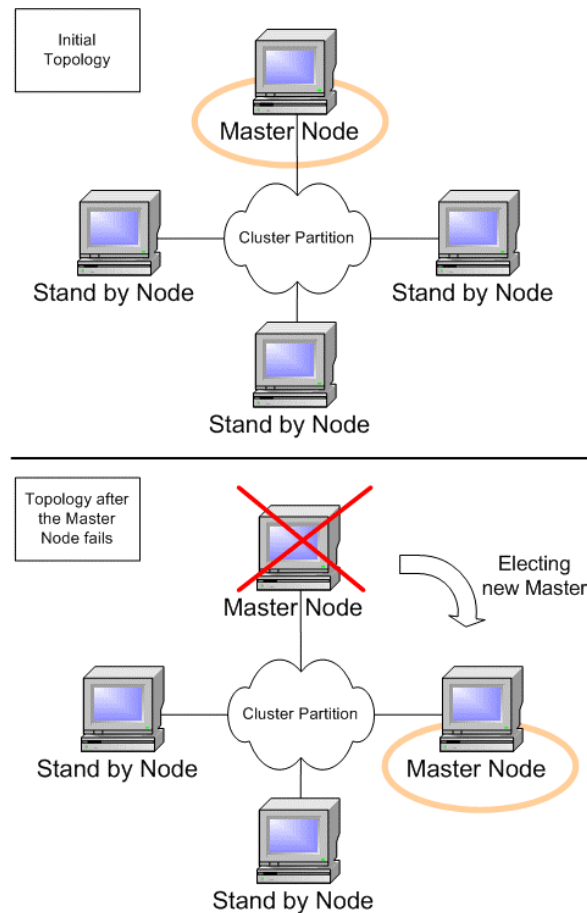 Initial
Topology
Master Node
Cluster Partition
Stand by Node
Stand by Node
Stand by Node
Topology after
the Master
Node fails
Electing
new Master
Master Node
Cluster Partition
Stand by Node
Master Node
Stand by Node